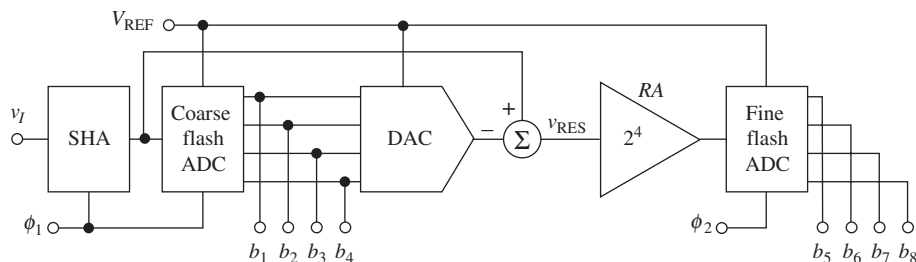 V_REF
v_I
SHA
Coarse
flash
ADC
DAC
+
−
Σ
v_RES
RA
2^4
Fine
flash
ADC
ϕ_1
ϕ_2
b_1 b_2 b_3 b_4
b_5 b_6 b_7 b_8